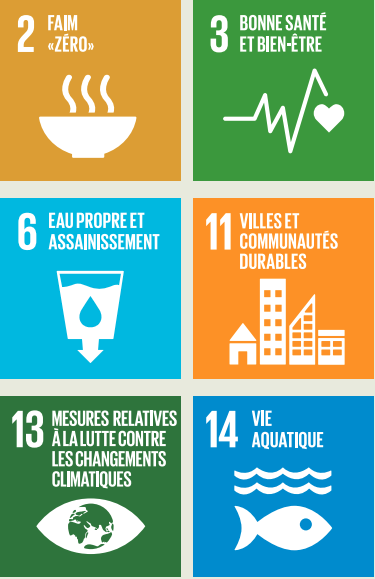 2 FAIM
«ZÉRO»
3 BONNE SANTÉ
ET BIEN-ÊTRE
6 EAU PROPRE ET
ASSAINISSEMENT
11 VILLES ET
COMMUNAUTÉS
DURABLES
13 MESURES RELATIVES
À LA LUTTE CONTRE
LES CHANGEMENTS
CLIMATIQUES
14 VIE
AQUATIQUE